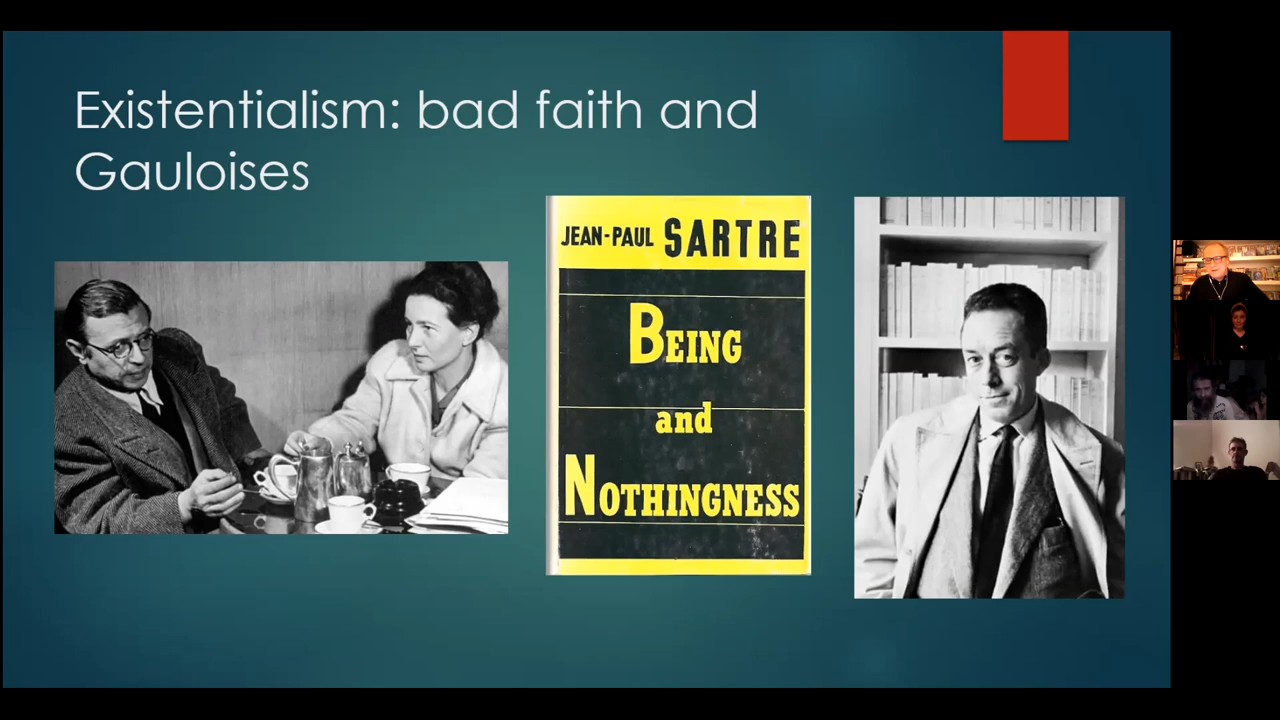 Existentialism: bad faith and
Gauloises
JEAN-PAUL SARTRE
BEING
and
NOTHINGNESS